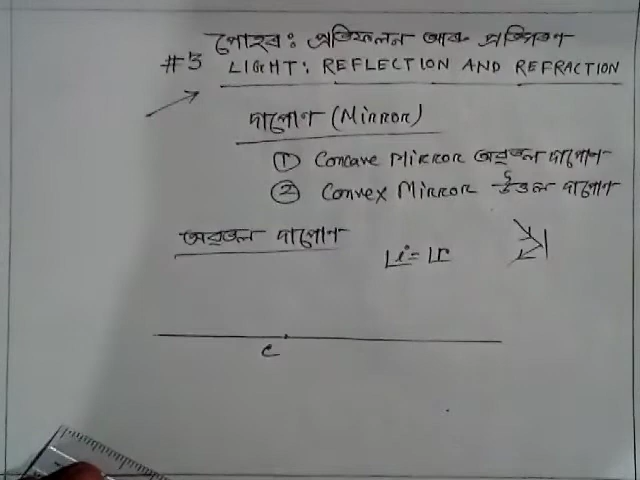 পোহৰ: প্ৰতিফলন আৰু প্ৰতিসৰণ
#5 LIGHT: REFLECTION AND REFRACTION
দাপোন (Mirror)
① Concave Mirror অৱতল দাপোন
② Convex Mirror উত্তল দাপোন
অৱতল দাপোন
∠i = ∠r
C